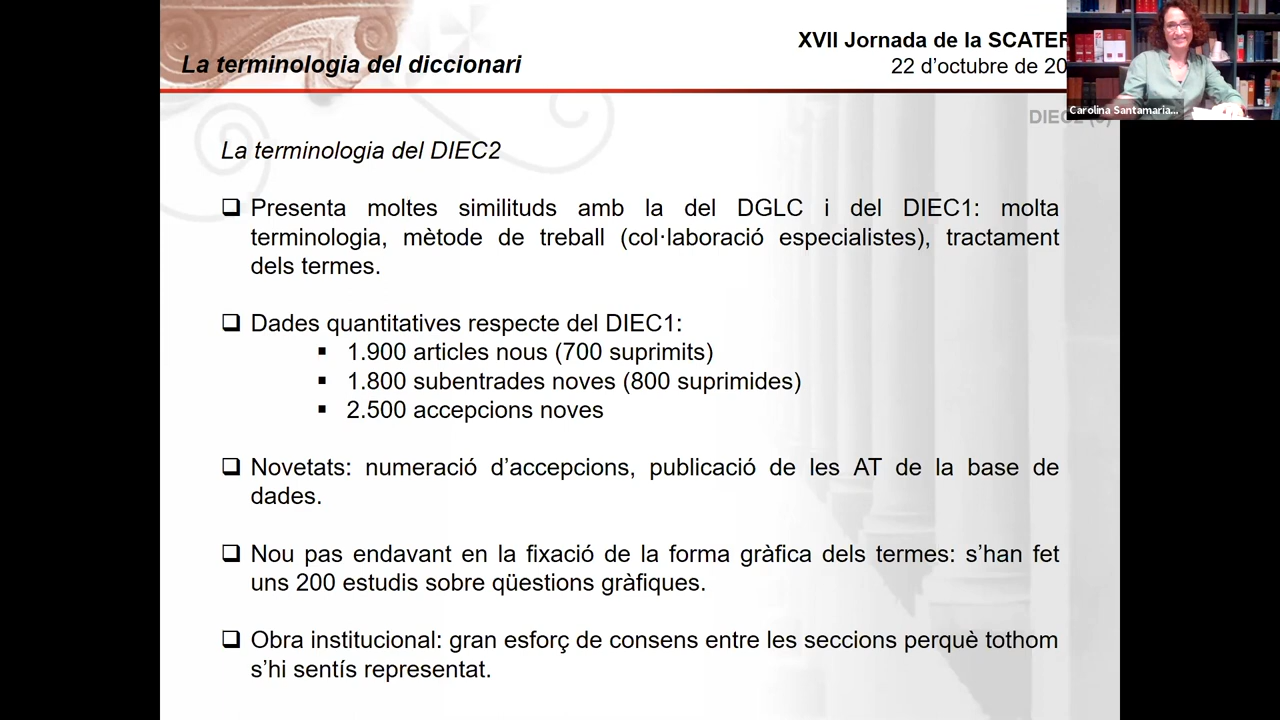 La terminologia del diccionari
XVII Jornada de la SCATER
22 d'octubre de 20
Carolina Santamaria...
La terminologia del DIEC2
❑ Presenta moltes similituds amb la del DGLC i del DIEC1: molta
terminologia, mètode de treball (col·laboració especialistes), tractament
dels termes.
❑ Dades quantitatives respecte del DIEC1:
▪ 1.900 articles nous (700 suprimits)
▪ 1.800 subentrades noves (800 suprimides)
▪ 2.500 accepcions noves
❑ Novetats: numeració d'accepcions, publicació de les AT de la base de
dades.
❑ Nou pas endavant en la fixació de la forma gràfica dels termes: s'han fet
uns 200 estudis sobre qüestions gràfiques.
❑ Obra institucional: gran esforç de consens entre les seccions perquè tothom
s'hi sentís representat.